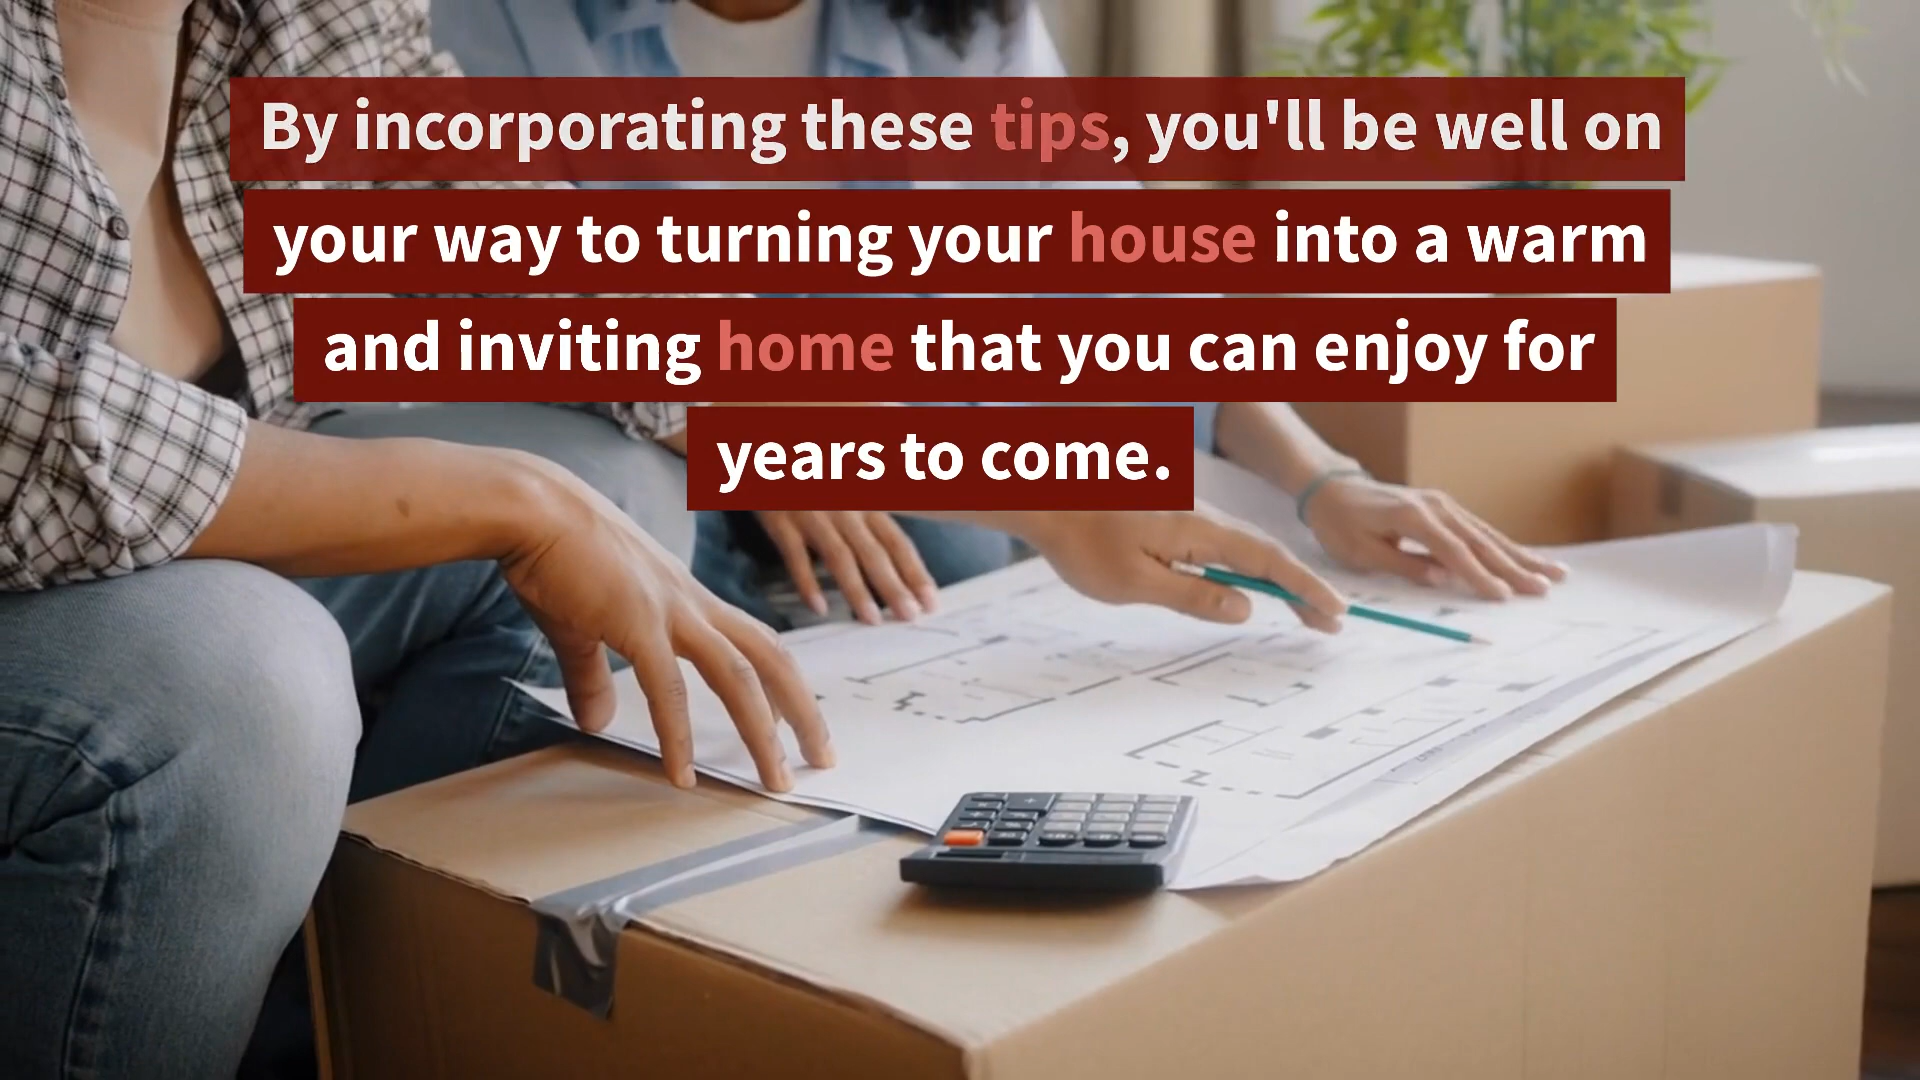 By incorporating these tips, you'll be well on
your way to turning your house into a warm
and inviting home that you can enjoy for
years to come.